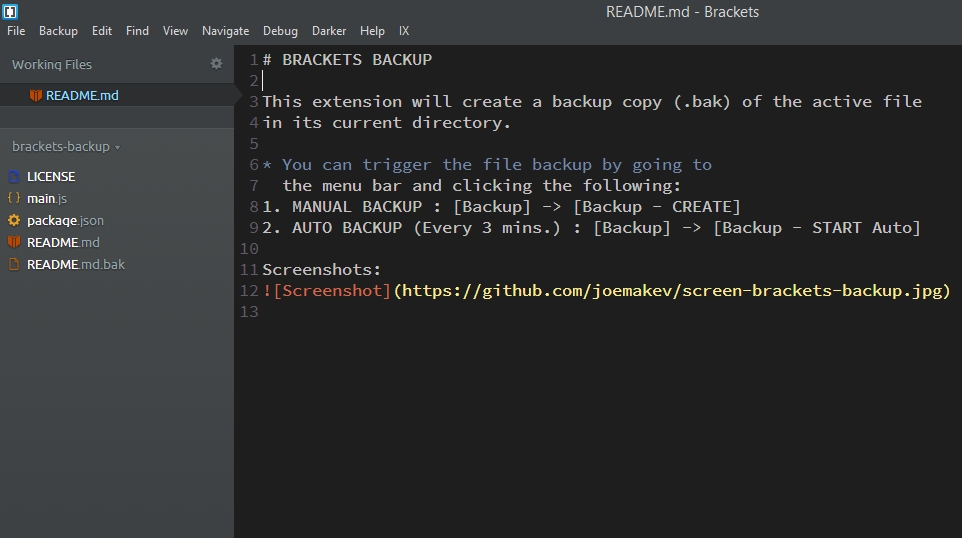 README.md - Brackets
File Backup Edit Find View Navigate Debug Darker Help IX
Working Files
README.md
brackets-backup
LICENSE
main.js
package.json
README.md
README.md.bak
1 # BRACKETS BACKUP
2
3 This extension will create a backup copy (.bak) of the active file
4 in its current directory.
5
6 * You can trigger the file backup by going to
7   the menu bar and clicking the following:
8 1. MANUAL BACKUP : [Backup] -> [Backup - CREATE]
9 2. AUTO BACKUP (Every 3 mins.) : [Backup] -> [Backup - START Auto]
10
11 Screenshots:
12 ![Screenshot](https://github.com/joemakev/screen-brackets-backup.jpg)
13